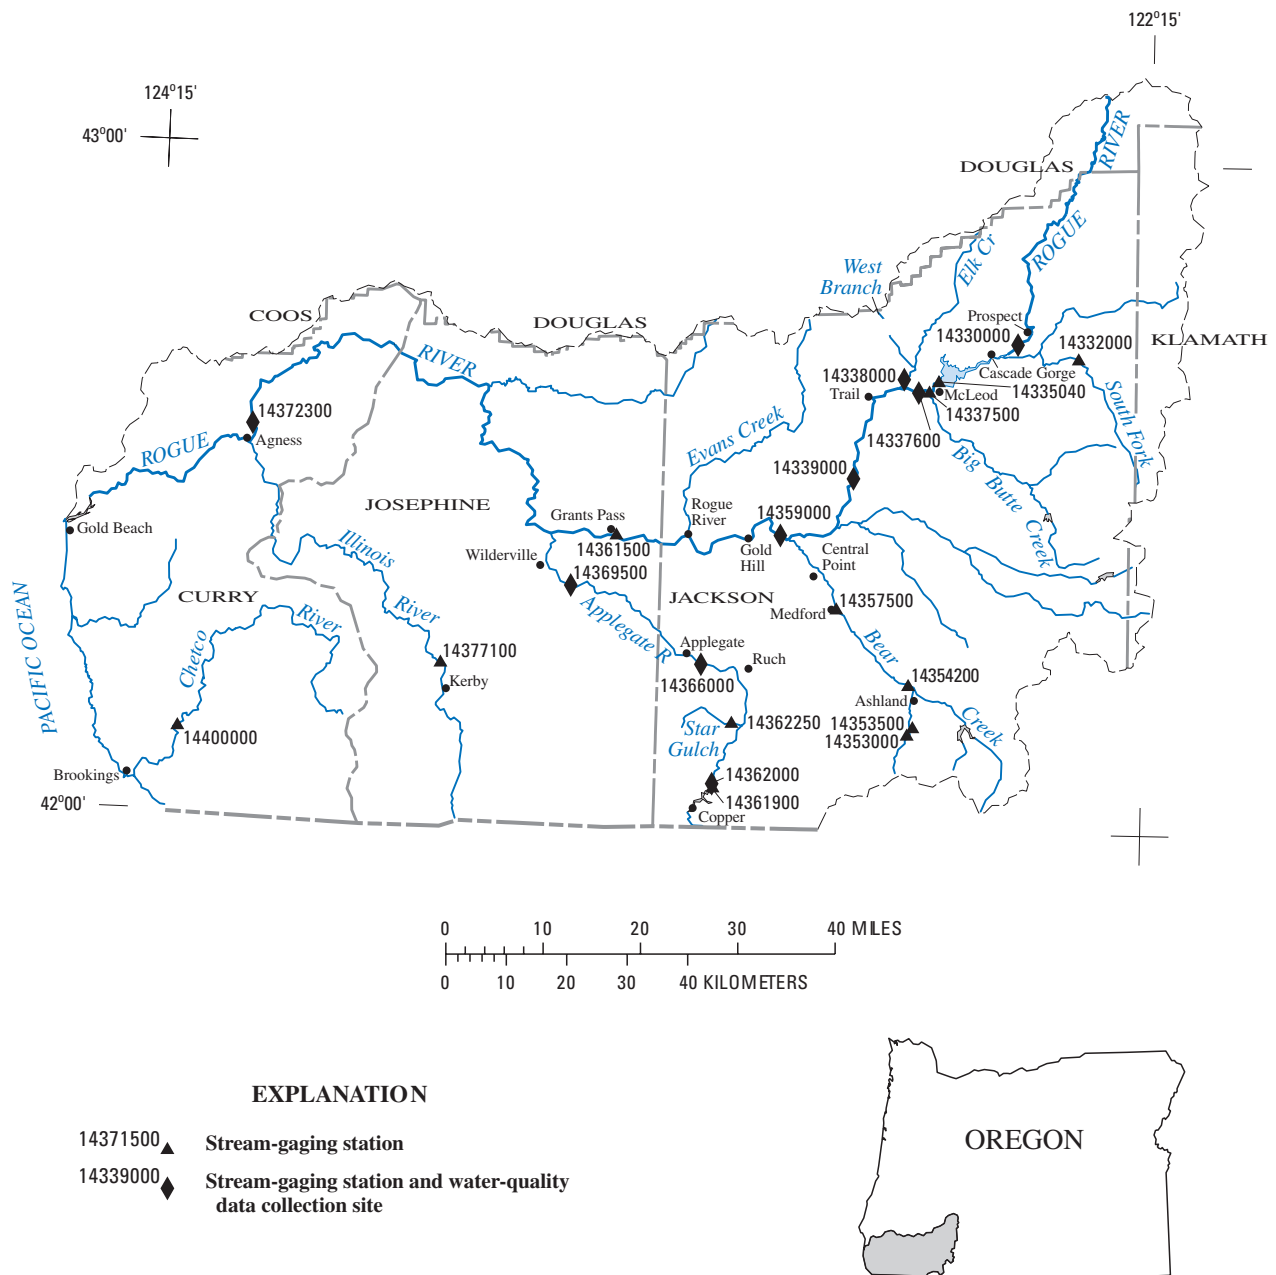 122°15'
124°15'
43°00'
RIVER
DOUGLAS
ROGUE
Elk Cr
West
Branch
COOS
DOUGLAS
Prospect
14330000
14332000
KLAMATH
RIVER
Cascade Gorge
14338000
14335040
McLeod
Trail
14337500
South Fork
14372300
14337600
Agness
ROGUE
Evans Creek
Big Butte Creek
14339000
JOSEPHINE
Rogue
River
14359000
Grants Pass
Gold Beach
Illinois River
14361500
Gold
Hill
Central
Point
Wilderville
14369500
PACIFIC OCEAN
CURRY
JACKSON
Applegate R
Medford
14357500
Chetco River
Applegate
Bear Creek
14377100
Ruch
14366000
14354200
Kerby
Ashland
14400000
Star
Gulch
14362250
14353500
14353000
Brookings
14362000
14361900
42°00'
Copper
0 10 20 30 40 MILES
0 10 20 30 40 KILOMETERS
EXPLANATION
14371500 Stream-gaging station
14339000 Stream-gaging station and water-quality
data collection site
OREGON